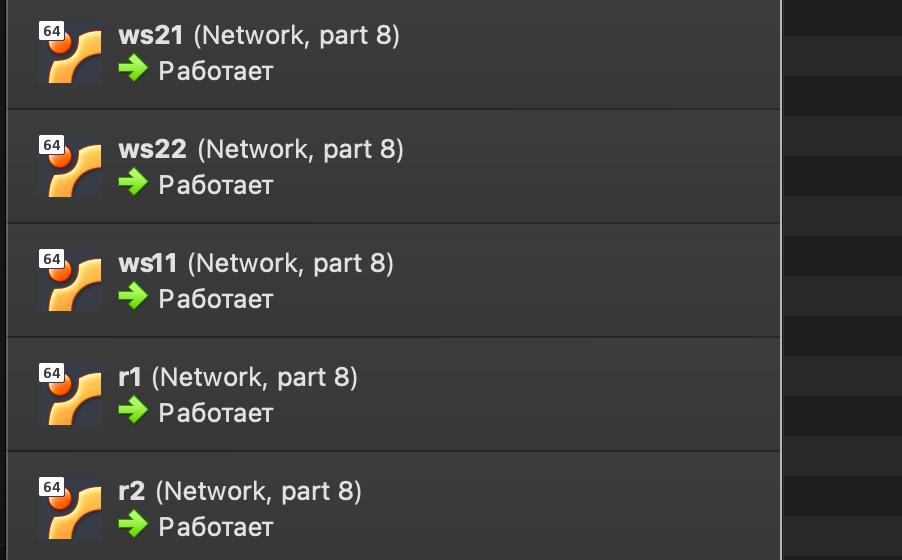 64
ws21 (Network, part 8)
Работает
64
ws22 (Network, part 8)
Работает
64
ws11 (Network, part 8)
Работает
64
r1 (Network, part 8)
Работает
64
r2 (Network, part 8)
Работает